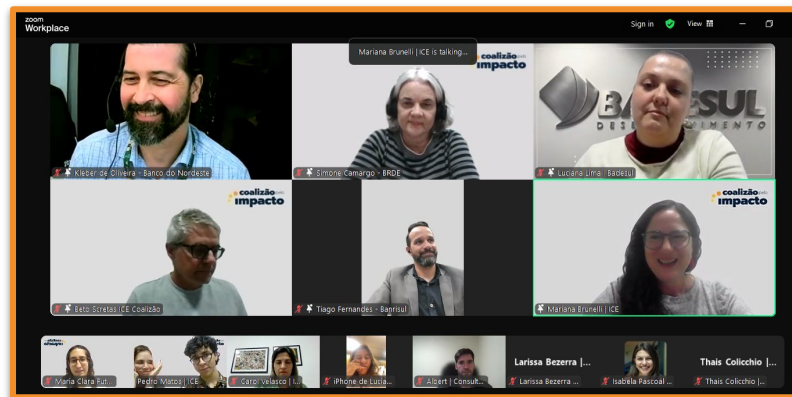 zoom
Workplace
Sign in
View
Mariana Brunelli | ICE is talking...
coalizão pelo
impacto
BADESUL
DESENVOLVIMENTO
Kleber de Oliveira - Banco do Nordeste
Simone Camargo - BRDE
Luciana Lima | Badesul
coalizão pelo
impacto
coalizão pelo
impacto
Beto Scretas ICE Coalizão
Tiago Fernandes - Banrisul
Mariana Brunelli | ICE
Larissa Bezerra |...
Thais Colicchio |...
Maria Clara Fut...
Pedro Matos | ICE
Carol Velasco | I...
iPhone de Lucia...
Albert | Consult...
Larissa Bezerra ...
Isabela Pascoal ...
Thais Colicchio |...